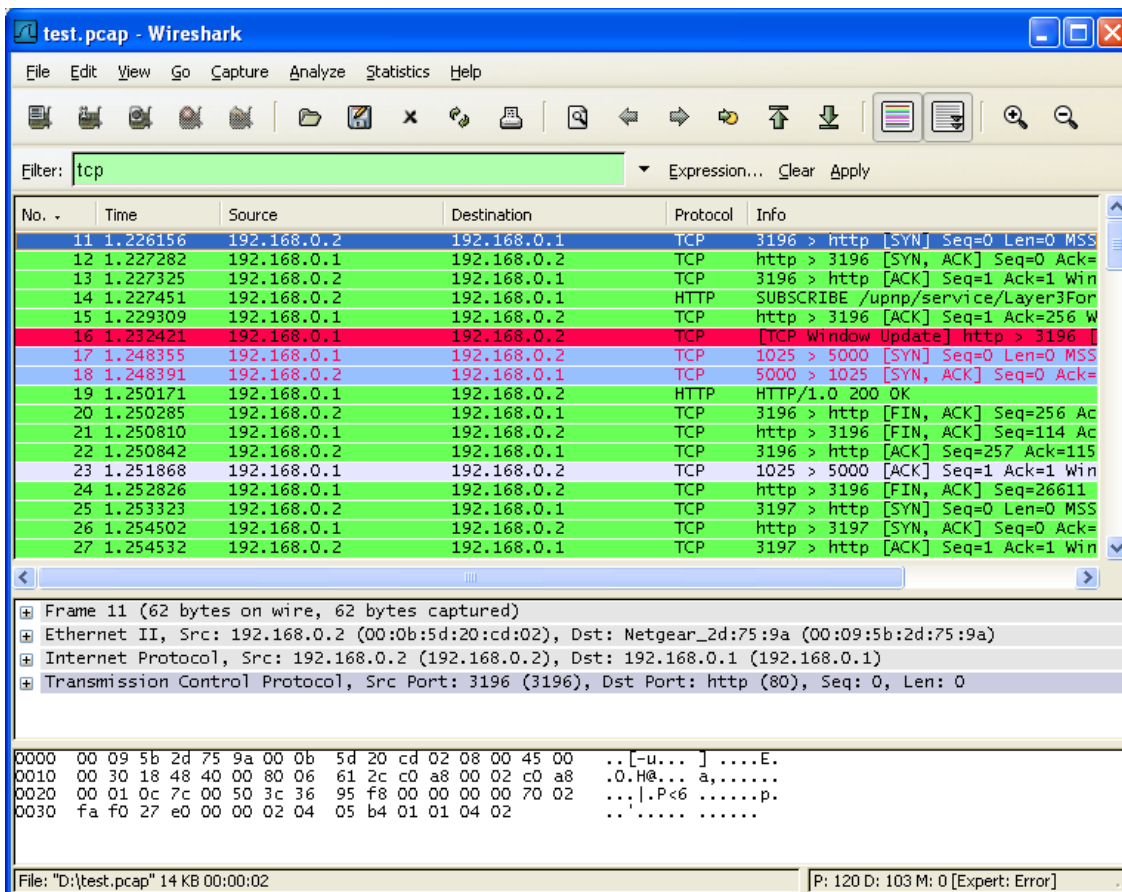 test.pcap - Wireshark
File Edit View Go Capture Analyze Statistics Help
Filter: tcp Expression... Clear Apply
No. . Time Source Destination Protocol Info
11 1.226156 192.168.0.2 192.168.0.1 TCP 3196 > http [SYN] Seq=0 Len=0 MSS
12 1.227282 192.168.0.1 192.168.0.2 TCP http > 3196 [SYN, ACK] Seq=0 Ack=
13 1.227325 192.168.0.2 192.168.0.1 TCP 3196 > http [ACK] Seq=1 Ack=1 Win
14 1.227451 192.168.0.2 192.168.0.1 HTTP SUBSCRIBE /upnp/service/Layer3For
15 1.229309 192.168.0.1 192.168.0.2 TCP http > 3196 [ACK] Seq=1 Ack=256 W
16 1.232421 192.168.0.1 192.168.0.2 TCP [TCP Window Update] http > 3196 [
17 1.248355 192.168.0.1 192.168.0.2 TCP 1025 > 5000 [SYN] Seq=0 Len=0 MSS
18 1.248391 192.168.0.2 192.168.0.1 TCP 5000 > 1025 [SYN, ACK] Seq=0 Ack=
19 1.250171 192.168.0.1 192.168.0.2 HTTP HTTP/1.0 200 OK
20 1.250285 192.168.0.2 192.168.0.1 TCP 3196 > http [FIN, ACK] Seq=256 Ac
21 1.250810 192.168.0.1 192.168.0.2 TCP http > 3196 [FIN, ACK] Seq=114 Ac
22 1.250842 192.168.0.2 192.168.0.1 TCP 3196 > http [ACK] Seq=257 Ack=115
23 1.251868 192.168.0.1 192.168.0.2 TCP 1025 > 5000 [ACK] Seq=1 Ack=1 Win
24 1.252826 192.168.0.1 192.168.0.2 TCP http > 3196 [FIN, ACK] Seq=26611
25 1.253323 192.168.0.2 192.168.0.1 TCP 3197 > http [SYN] Seq=0 Len=0 MSS
26 1.254502 192.168.0.1 192.168.0.2 TCP http > 3197 [SYN, ACK] Seq=0 Ack=
27 1.254532 192.168.0.2 192.168.0.1 TCP 3197 > http [ACK] Seq=1 Ack=1 Win
Frame 11 (62 bytes on wire, 62 bytes captured)
Ethernet II, Src: 192.168.0.2 (00:0b:5d:20:cd:02), Dst: Netgear_2d:75:9a (00:09:5b:2d:75:9a)
Internet Protocol, Src: 192.168.0.2 (192.168.0.2), Dst: 192.168.0.1 (192.168.0.1)
Transmission Control Protocol, Src Port: 3196 (3196), Dst Port: http (80), Seq: 0, Len: 0
0000 00 09 5b 2d 75 9a 00 0b 5d 20 cd 02 08 00 45 00 ..[-u... ] ....E.
0010 00 30 18 48 40 00 80 06 61 2c c0 a8 00 02 c0 a8 .0.H@... a,......
0020 00 01 0c 7c 00 50 3c 36 95 f8 00 00 00 00 70 02 ...|.P<6 ......p.
0030 fa f0 27 e0 00 00 02 04 05 b4 01 01 04 02 ..'..... ......
File: "D:\test.pcap" 14 KB 00:00:02 P: 120 D: 103 M: 0 [Expert: Error]